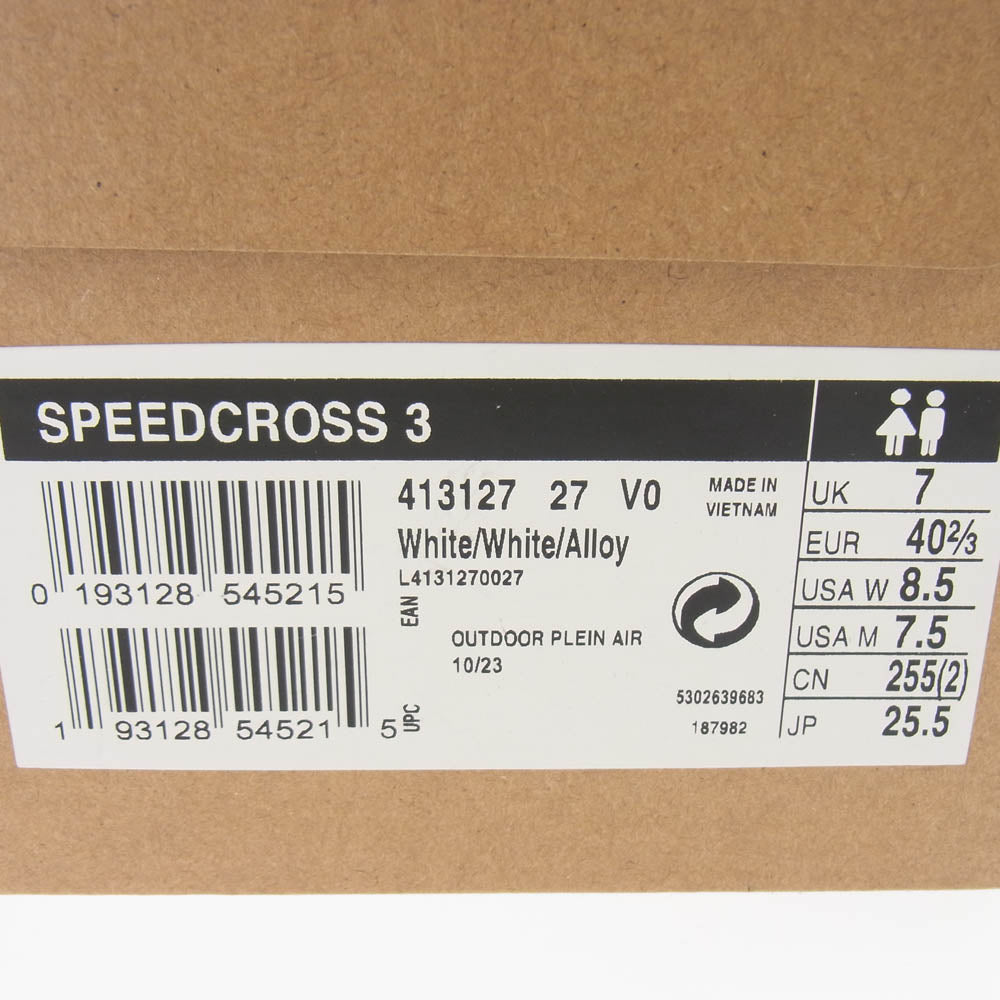 SPEEDCROSS 3
413127 27 V0
White/White/Alloy
L4131270027
MADE IN
VIETNAM
0 193128 545215
EAN
OUTDOOR PLEIN AIR
10/23
1 93128 54521 5
UPC
5302639683
187982
UK 7
EUR 40⅔
USA W 8.5
USA M 7.5
CN 255(2)
JP 25.5